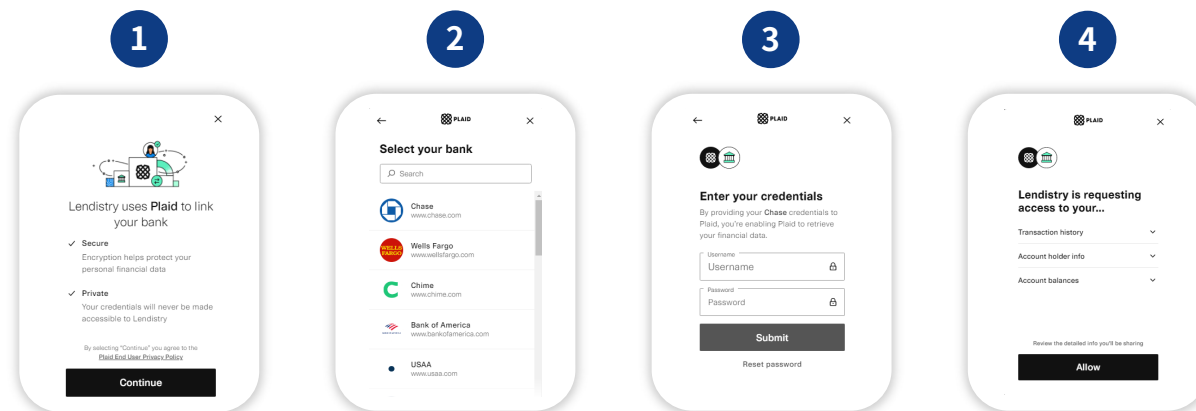 1
Lendistry uses Plaid to link
your bank
Secure
Encryption helps protect your
personal financial data
Private
Your credentials will never be made
accessible to Lendistry
By selecting "Continue" you agree to the
Plaid End User Privacy Policy
Continue
2
PLAID
Select your bank
Search
Chase
www.chase.com
WELLS
FARGO
Wells Fargo
www.wellsfargo.com
Chime
www.chime.com
Bank of America
www.bankofamerica.com
USAA
www.usaa.com
3
PLAID
Enter your credentials
By providing your Chase credentials to
Plaid, you're enabling Plaid to retrieve
your financial data.
Username
Username
Password
Password
Submit
Reset password
4
PLAID
Lendistry is requesting
access to your...
Transaction history
Account holder info
Account balances
Review the detailed info you'll be sharing
Allow